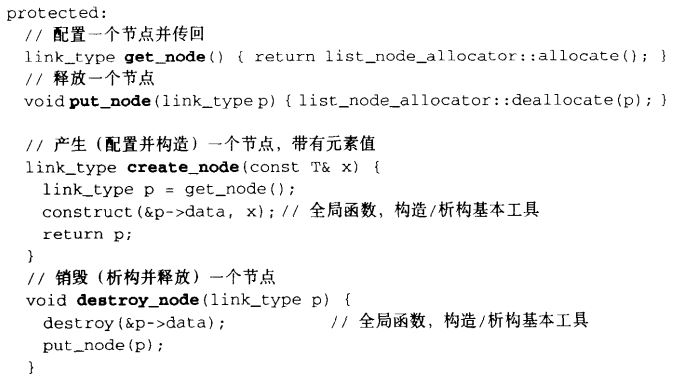 protected:
// 配置一个节点并传回
link_type get_node() { return list_node_allocator::allocate(); }
// 释放一个节点
void put_node(link_type p) { list_node_allocator::deallocate(p); }
// 产生（配置并构造）一个节点，带有元素值
link_type create_node(const T& x) {
link_type p = get_node();
construct(&p->data, x); // 全局函数，构造/析构基本工具
return p;
}
// 销毁（析构并释放）一个节点
void destroy_node(link_type p) {
destroy(&p->data); // 全局函数，构造/析构基本工具
put_node(p);
}